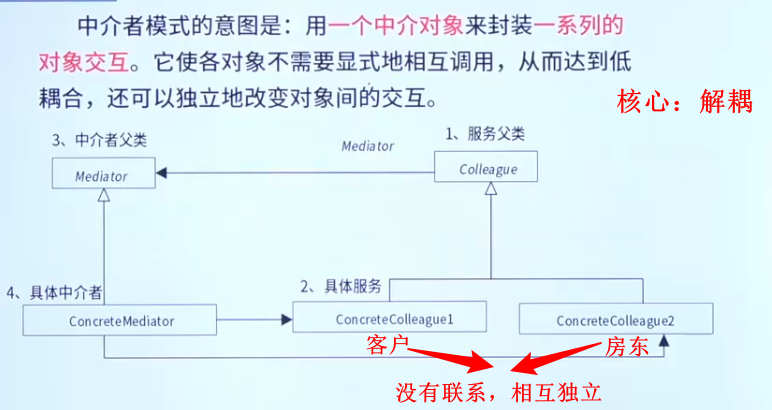 中介者模式的意图是：用一个中介对象来封装一系列的
对象交互。它使各对象不需要显式地相互调用，从而达到低
耦合，还可以独立地改变对象间的交互。
核心：解耦
3、中介者父类
Mediator
1、服务父类
Mediator
Colleague
4、具体中介者
2、具体服务
ConcreteMediator
ConcreteColleague1
ConcreteColleague2
客户
房东
没有联系，相互独立